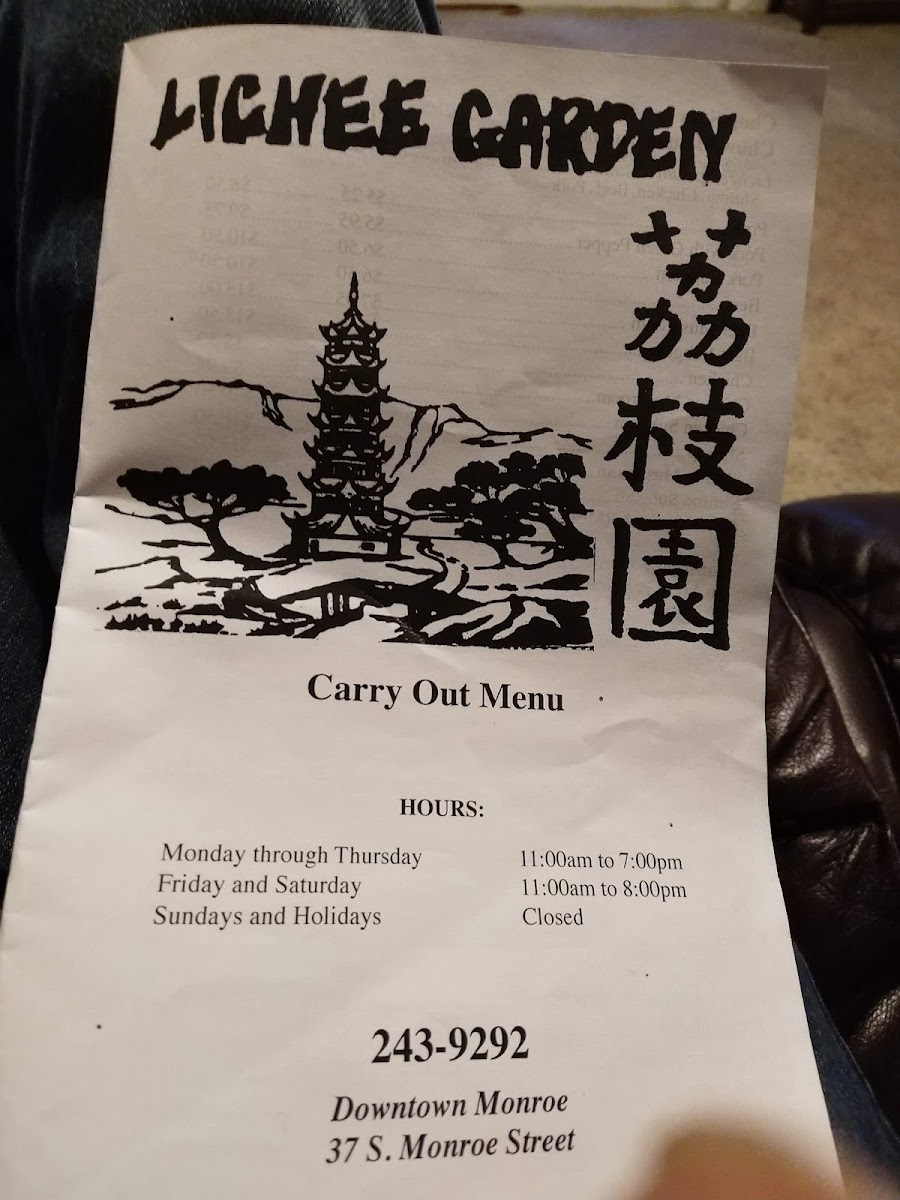 LICHEE GARDEN
荔枝園
Carry Out Menu
HOURS:
Monday through Thursday 11:00am to 7:00pm
Friday and Saturday 11:00am to 8:00pm
Sundays and Holidays Closed
243-9292
Downtown Monroe
37 S. Monroe Street